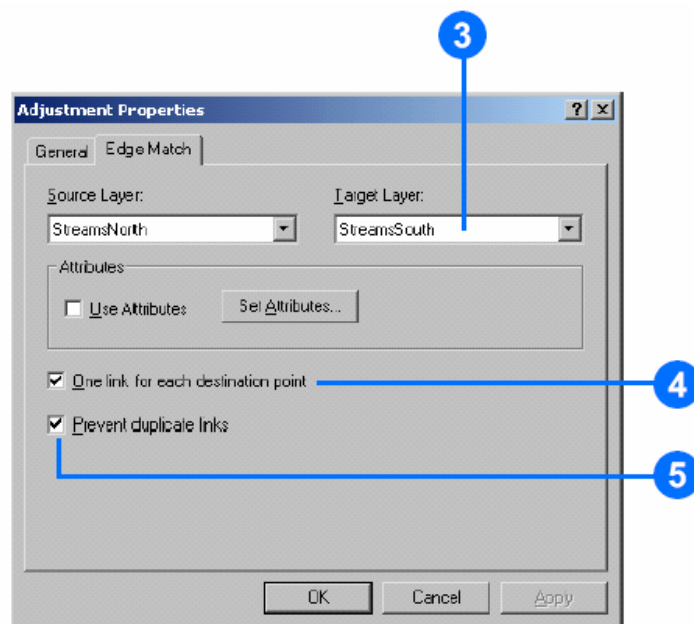 3
Adjustment Properties
General Edge Match
Source Layer: Target Layer:
StreamsNorth StreamsSouth
Attributes
Use Attributes Set Attributes...
One link for each destination point
4
Prevent duplicate links
5
OK Cancel Apply